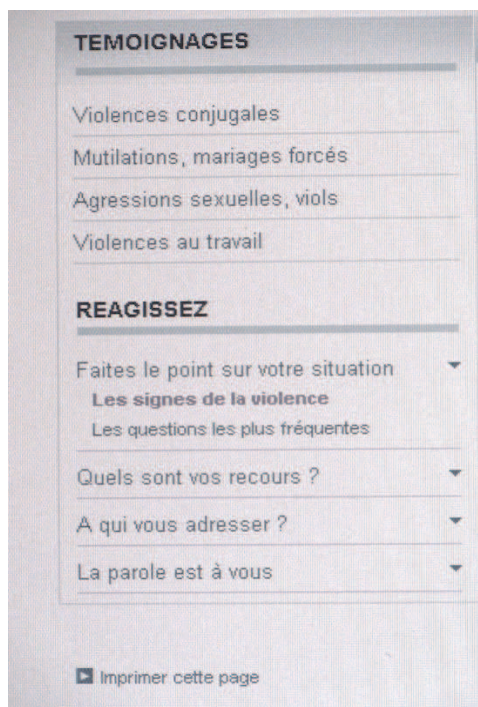 TEMOIGNAGES
Violences conjugales
Mutilations, mariages forcés
Agressions sexuelles, viols
Violences au travail
REAGISSEZ
Faites le point sur votre situation
Les signes de la violence
Les questions les plus fréquentes
Quels sont vos recours ?
A qui vous adresser ?
La parole est à vous
Imprimer cette page